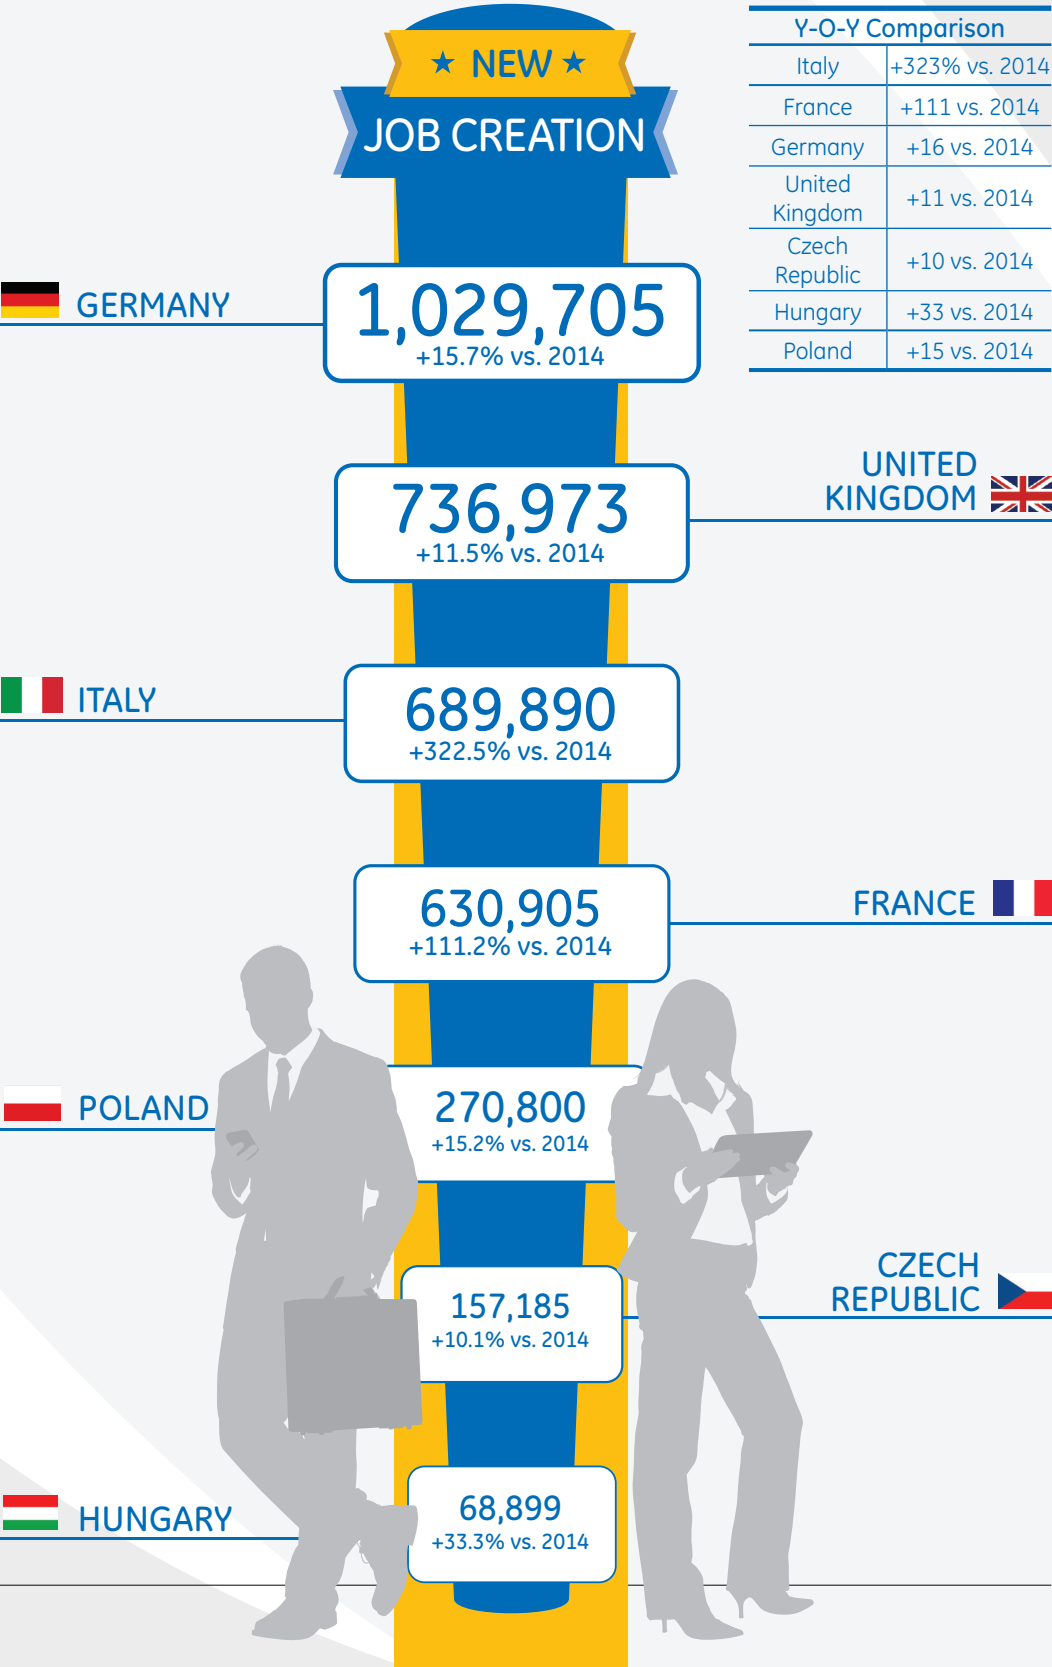 ★ NEW ★
JOB CREATION
Y-O-Y Comparison
Italy +323% vs. 2014
France +111 vs. 2014
Germany +16 vs. 2014
United
Kingdom +11 vs. 2014
Czech
Republic +10 vs. 2014
Hungary +33 vs. 2014
Poland +15 vs. 2014
GERMANY
1,029,705
+15.7% vs. 2014
UNITED
KINGDOM
736,973
+11.5% vs. 2014
ITALY
689,890
+322.5% vs. 2014
FRANCE
630,905
+111.2% vs. 2014
POLAND
270,800
+15.2% vs. 2014
CZECH
REPUBLIC
157,185
+10.1% vs. 2014
HUNGARY
68,899
+33.3% vs. 2014